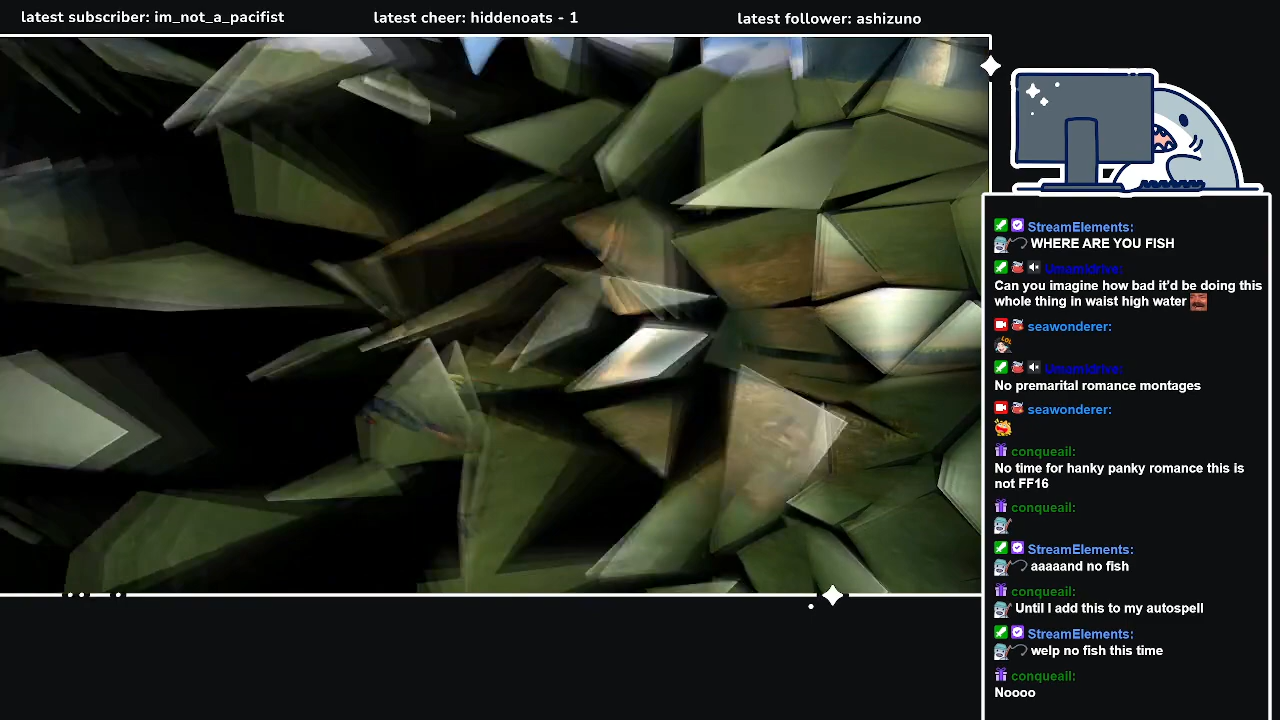 latest subscriber: im_not_a_pacifist
latest cheer: hiddenoats - 1
latest follower: ashizuno
StreamElements:
WHERE ARE YOU FISH
Umamidrive:
Can you imagine how bad it'd be doing this
whole thing in waist high water
seawonderer:
LOL
Umamidrive:
No premarital romance montages
seawonderer:
conqueail:
No time for hanky panky romance this is
not FF16
conqueail:
StreamElements:
aaaaand no fish
conqueail:
Until I add this to my autospell
StreamElements:
welp no fish this time
conqueail:
Noooo